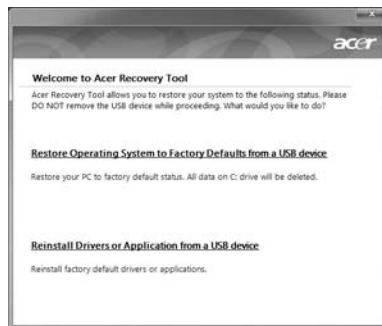 acer
Welcome to Acer Recovery Tool
Acer Recovery Tool allows you to restore your system to the following status. Please
DO NOT remove the USB device while proceeding. What would you like to do?
Restore Operating System to Factory Defaults from a USB device
Restore your PC to factory default status. All data on C: drive will be deleted.
Reinstall Drivers or Application from a USB device
Reinstall factory default drivers or applications.